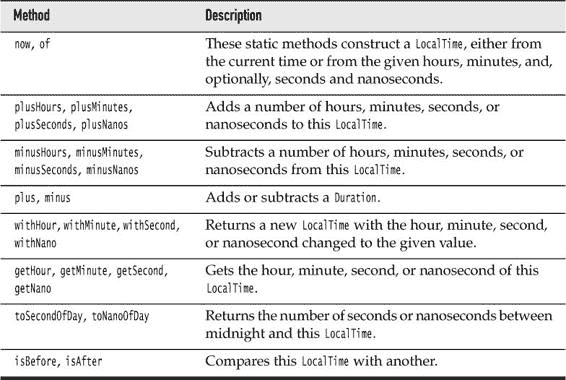 Method Description
now, of These static methods construct a LocalTime, either from
the current time or from the given hours, minutes, and,
optionally, seconds and nanoseconds.
plusHours, plusMinutes, Adds a number of hours, minutes, seconds, or
plusSeconds, plusNanos nanoseconds to this LocalTime.
minusHours, minusMinutes, Subtracts a number of hours, minutes, seconds, or
minusSeconds, minusNanos nanoseconds from this LocalTime.
plus, minus Adds or subtracts a Duration.
withHour, withMinute, withSecond, Returns a new LocalTime with the hour, minute, second,
withNano or nanosecond changed to the given value.
getHour, getMinute, getSecond, Gets the hour, minute, second, or nanosecond of this
getNano LocalTime.
toSecondOfDay, toNanoOfDay Returns the number of seconds or nanoseconds between
midnight and this LocalTime.
isBefore, isAfter Compares this LocalTime with another.